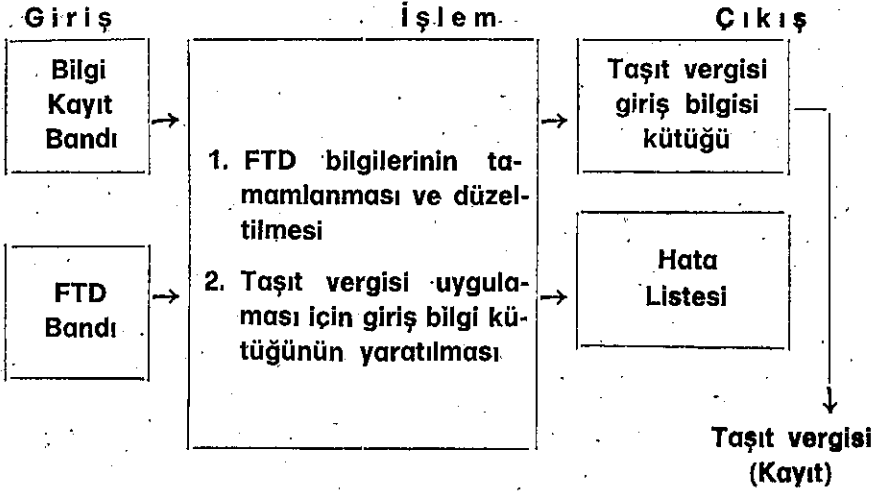 Giriş
İşlem
Çıkış
Bilgi
Kayıt
Bandı
FTD
Bandı
1. FTD bilgilerinin ta-
mamlanması ve düzel-
tilmesi
2. Taşıt vergisi uygula-
ması için giriş bilgi kü-
tüğünün yaratılması
Taşıt vergisi
giriş bilgisi
kütüğü
Hata
Listesi
Taşıt vergisi
(Kayıt)